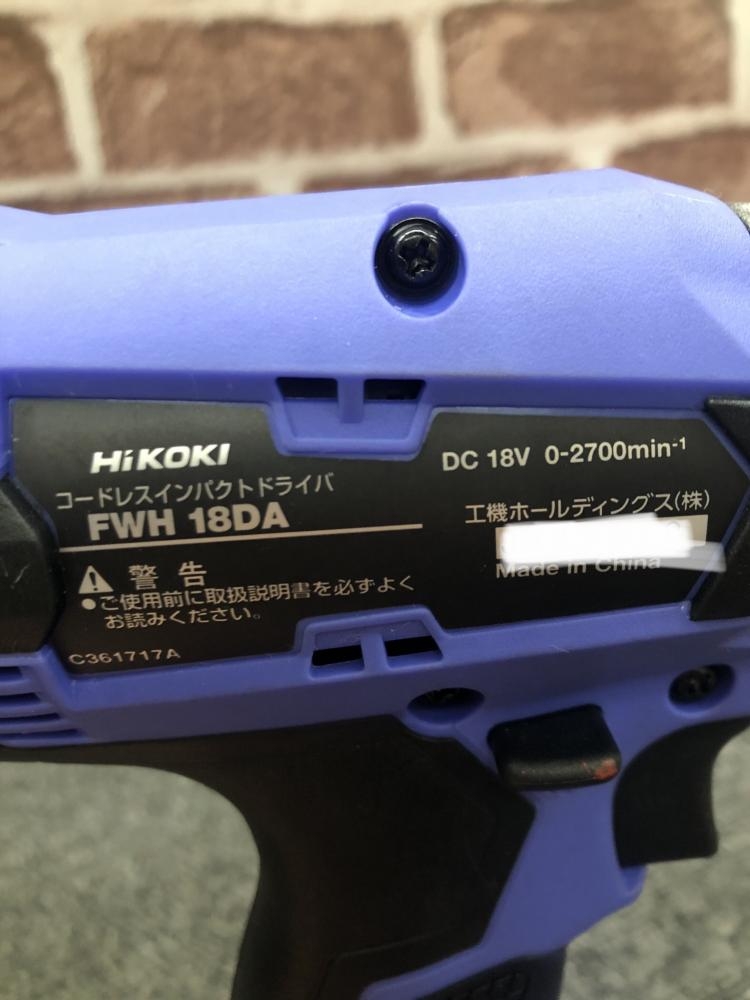 HiKOKI
コードレスインパクトドライバ
FWH 18DA
警告
●ご使用前に取扱説明書を必ずよく
お読みください。
C361717A
DC 18V 0-2700min-1
工機ホールディングス(株)
Made in China